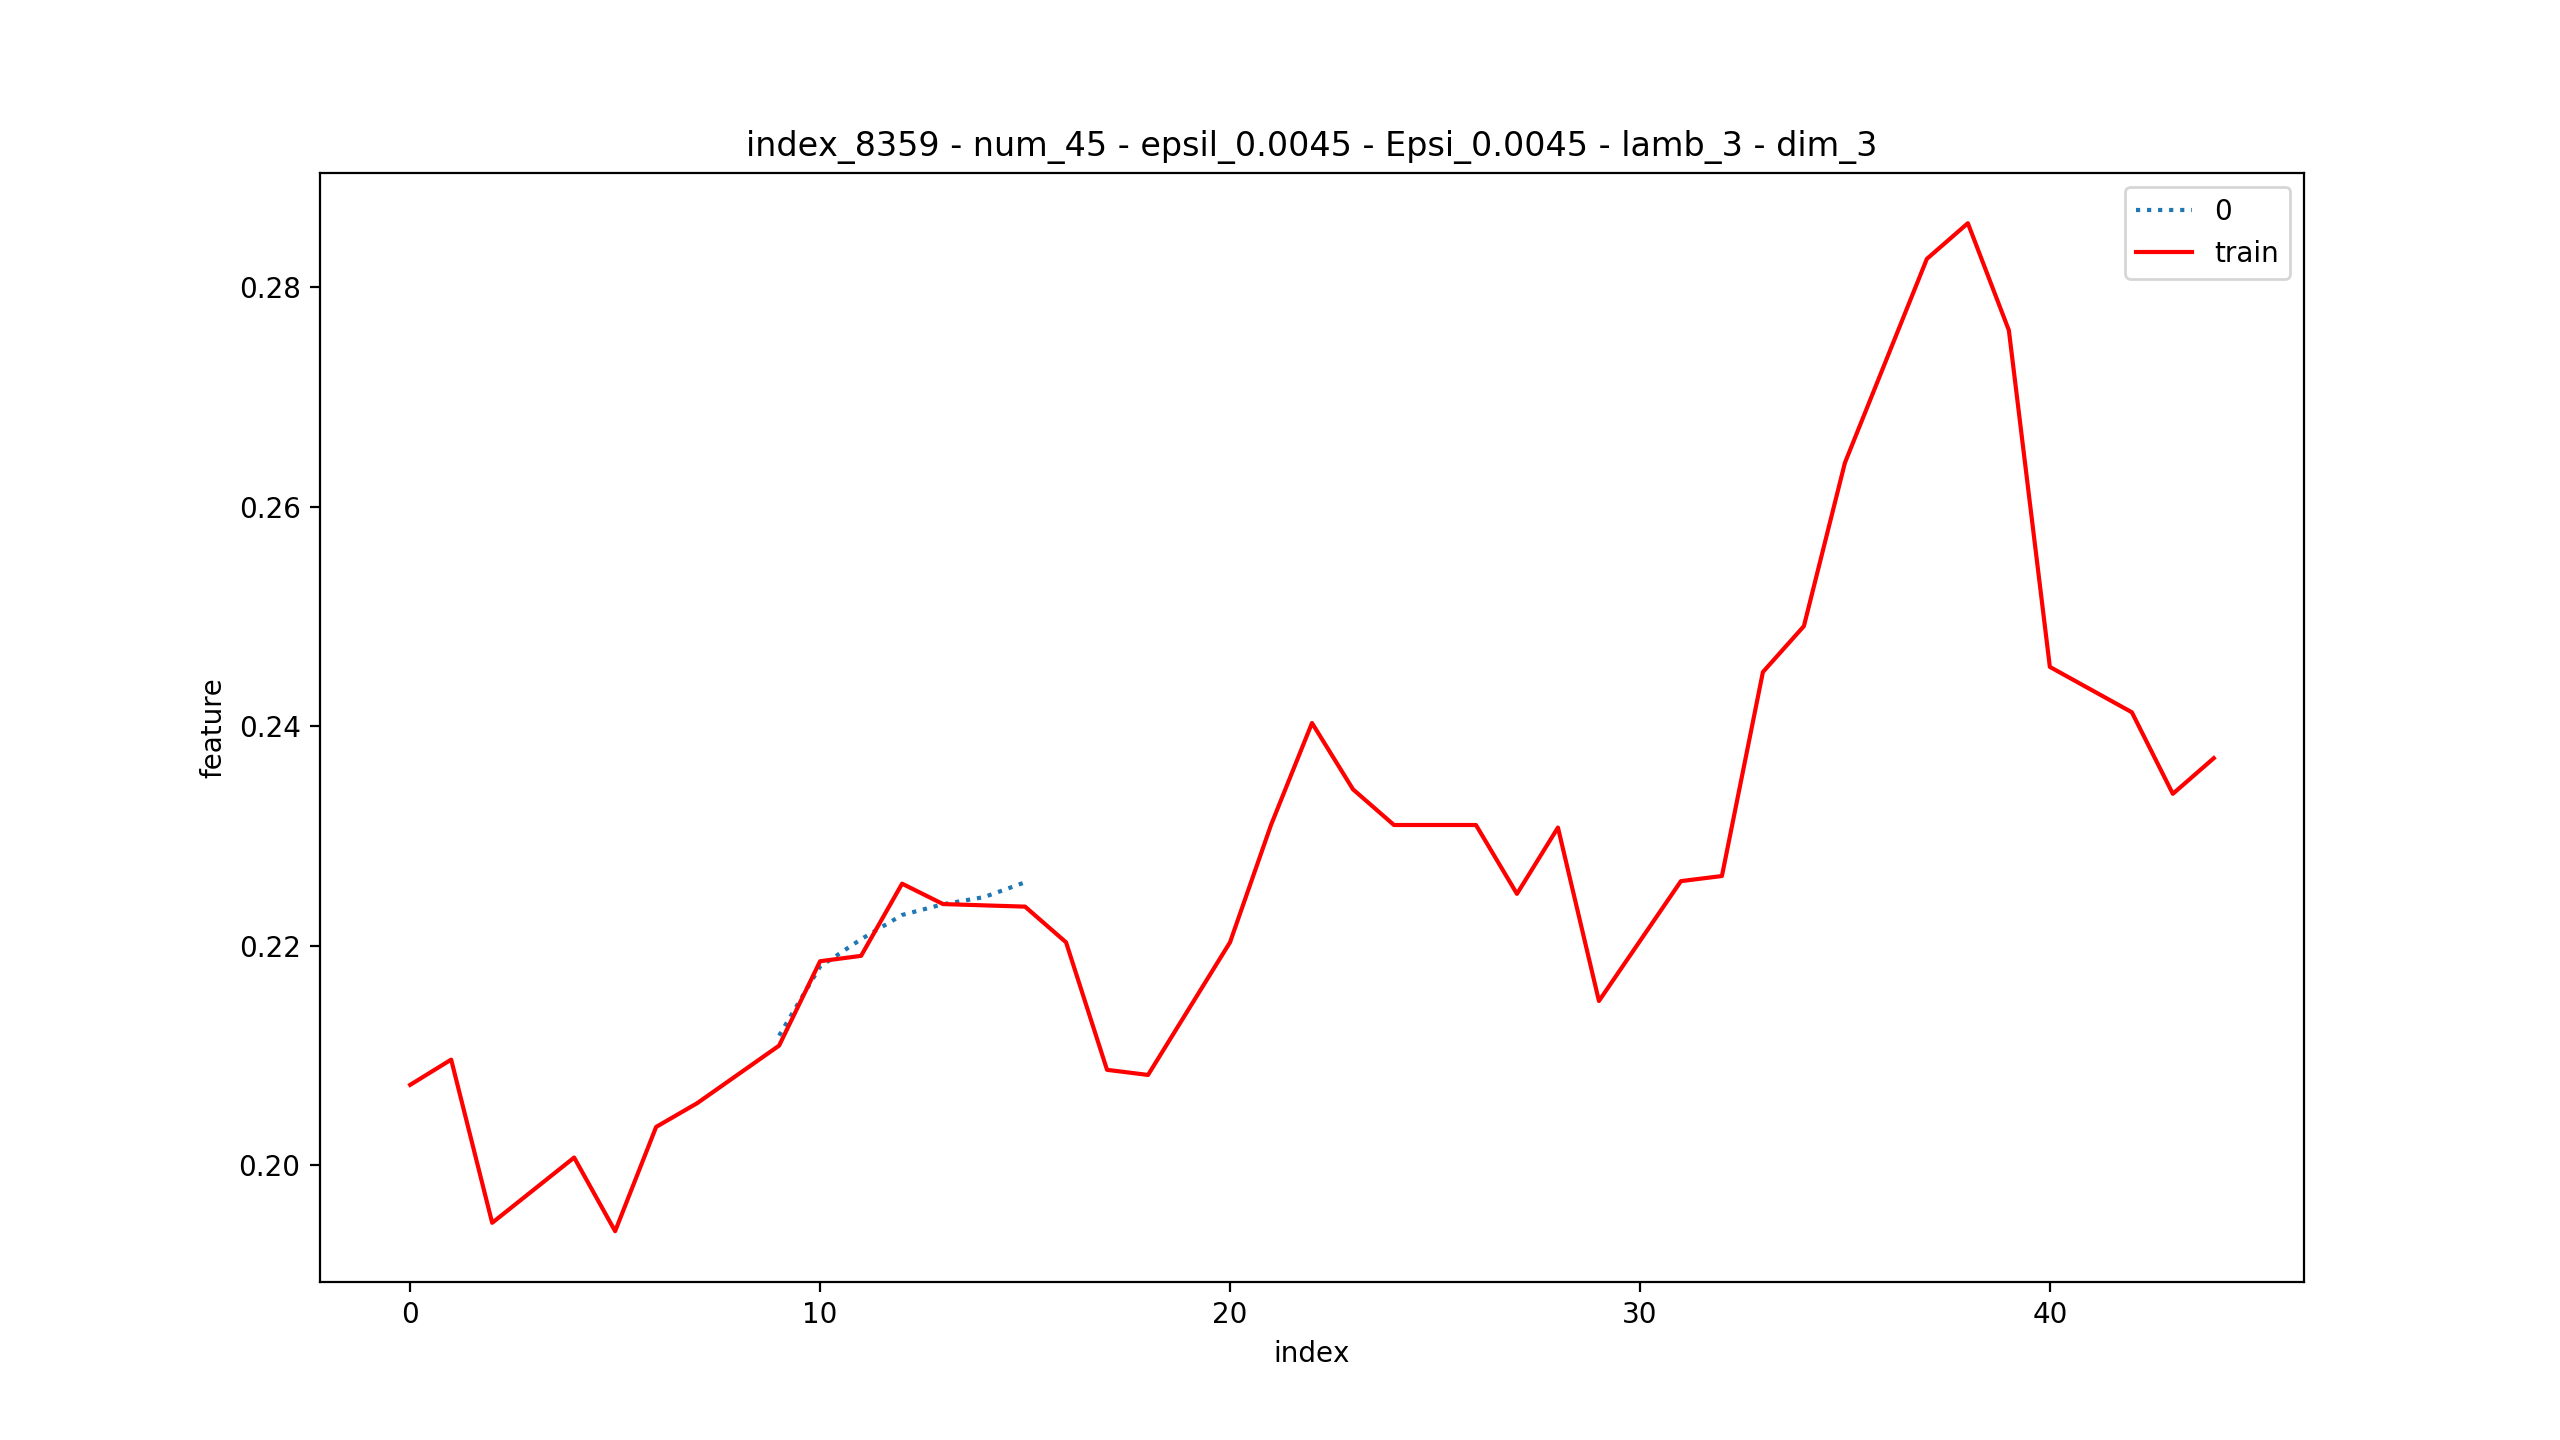 index_8359 - num_45 - epsil_0.0045 - Epsi_0.0045 - lamb_3 - dim_3
0
train
0.28
0.26
0.24
0.22
0.20
feature
0 10 20 30 40
index